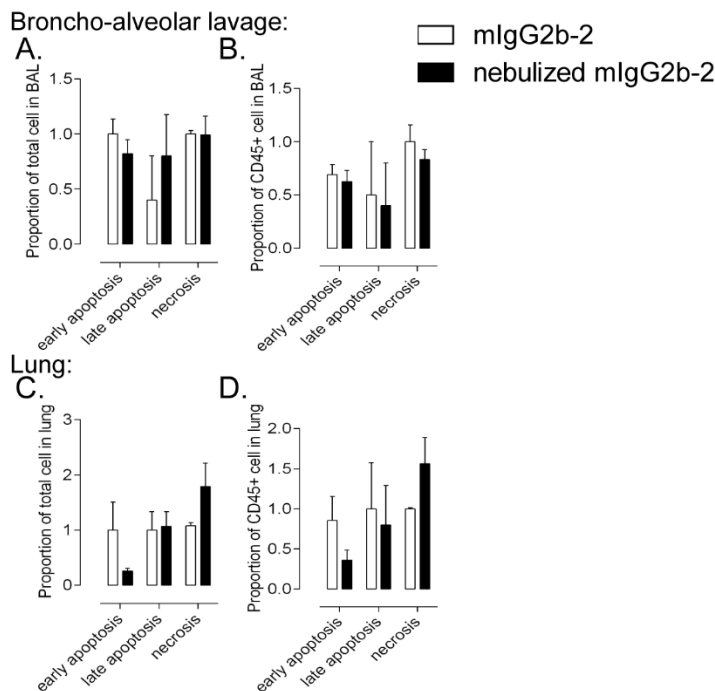 Broncho-alveolar lavage:
mIgG2b-2
nebulized mIgG2b-2
A.
Proportion of total cell in BAL
1.5
1.0
0.5
0.0
early apoptosis
late apoptosis
necrosis
B.
Proportion of CD45+ cell in BAL
1.5
1.0
0.5
0.0
early apoptosis
late apoptosis
necrosis
Lung:
C.
Proportion of total cell in lung
3
2
1
0
early apoptosis
late apoptosis
necrosis
D.
Proportion of CD45+ cell in lung
2.0
1.5
1.0
0.5
0.0
early apoptosis
late apoptosis
necrosis